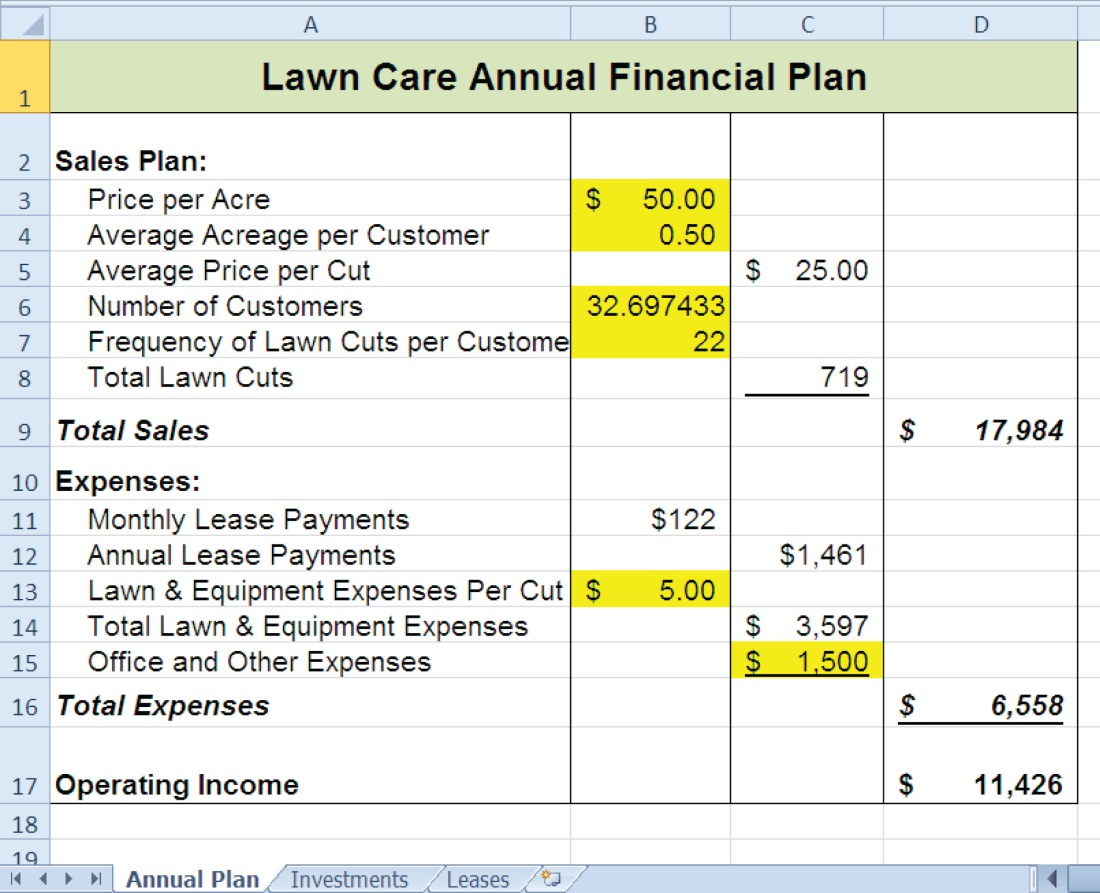 A B C D
1 Lawn Care Annual Financial Plan
2 Sales Plan:
3 Price per Acre $ 50.00
4 Average Acreage per Customer 0.50
5 Average Price per Cut $ 25.00
6 Number of Customers 32.697433
7 Frequency of Lawn Cuts per Custome 22
8 Total Lawn Cuts 719
9 Total Sales $ 17,984
10 Expenses:
11 Monthly Lease Payments $122
12 Annual Lease Payments $1,461
13 Lawn & Equipment Expenses Per Cut $ 5.00
14 Total Lawn & Equipment Expenses $ 3,597
15 Office and Other Expenses $ 1,500
16 Total Expenses $ 6,558
17 Operating Income $ 11,426
18
19
Annual Plan Investments Leases